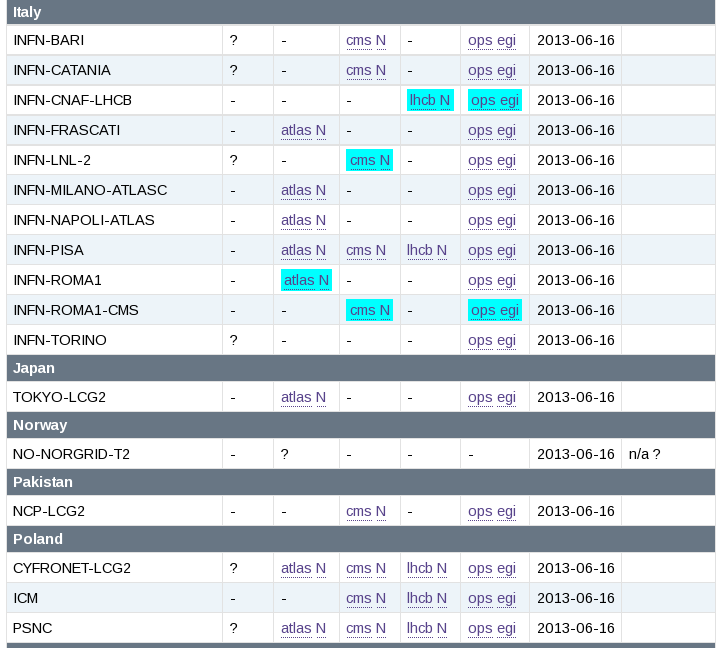 Italy
INFN-BARI ? - cms N - ops egi 2013-06-16
INFN-CATANIA ? - cms N - ops egi 2013-06-16
INFN-CNAF-LHCB - - - lhcb N ops egi 2013-06-16
INFN-FRASCATI - atlas N - - ops egi 2013-06-16
INFN-LNL-2 ? - cms N - ops egi 2013-06-16
INFN-MILANO-ATLASC - atlas N - - ops egi 2013-06-16
INFN-NAPOLI-ATLAS - atlas N - - ops egi 2013-06-16
INFN-PISA - atlas N cms N lhcb N ops egi 2013-06-16
INFN-ROMA1 - atlas N - - ops egi 2013-06-16
INFN-ROMA1-CMS - - cms N - ops egi 2013-06-16
INFN-TORINO ? - - - ops egi 2013-06-16
Japan
TOKYO-LCG2 - atlas N - - ops egi 2013-06-16
Norway
NO-NORGRID-T2 - ? - - - 2013-06-16 n/a ?
Pakistan
NCP-LCG2 - - cms N - ops egi 2013-06-16
Poland
CYFRONET-LCG2 ? atlas N cms N lhcb N ops egi 2013-06-16
ICM - - cms N lhcb N ops egi 2013-06-16
PSNC ? atlas N cms N lhcb N ops egi 2013-06-16